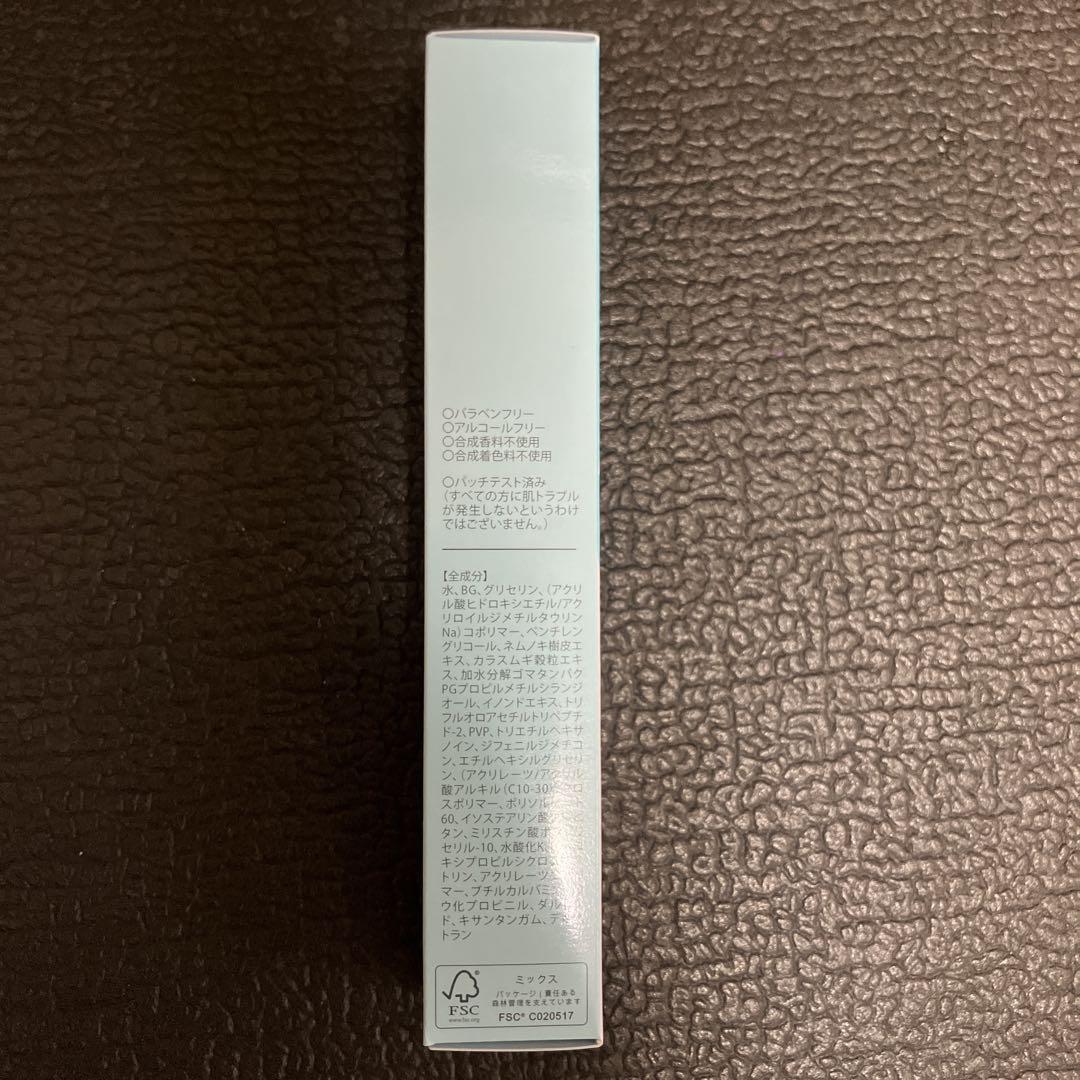 ○パラベンフリー
○アルコールフリー
○合成香料不使用
○合成着色料不使用
○パッチテスト済み
(すべての方に肌トラブル
が発生しないというわけ
ではございません。)
【全成分】
水、BG、グリセリン、(アクリ
ル酸ヒドロキシエチル/アク
リロイルジメチルタウリン
Na)コポリマー、ペンチレン
グリコール、ネムノキ樹皮エ
キス、カラスムギ穀粒エキ
ス、加水分解ゴマタンパク
PGプロピルメチルシランジ
オール、イノンドエキス、トリ
フルオロアセチルトリペプチ
ド-2、PVP、トリエチルヘキサ
ノイン、ジフェニルジメチコ
ン、エチルヘキシルグリセリ
ン、(アクリレーツ/アクリル
酸アルキル(C10-30)クロ
スポリマー、ポリソル ート
60、イソステアリン酸 ビ
タン、ミリスチン酸ポ
セリル-10、水酸化K、 
キシプロピルシクロ
トリン、アクリレーツ
マー、ブチルカルバミ
ウ化プロピニル、ダル
ド、キサンタンガム、デ
トラン
FSC®
www.fsc.org
ミックス
パッケージ|責任ある
森林管理を支えています
FSC® C020517